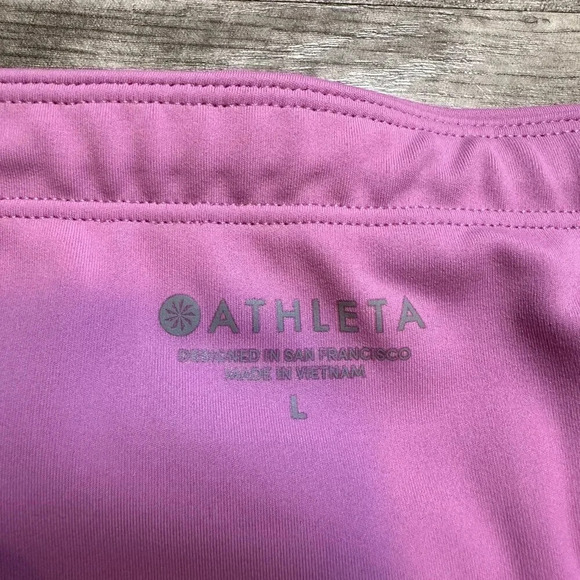 ATHLETA
DESIGNED IN SAN FRANCISCO
MADE IN VIETNAM
L